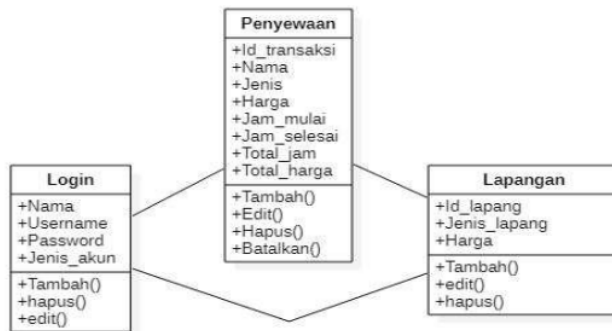 Penyewaan
+Id_transaksi
+Nama
+Jenis
+Harga
+Jam_mulai
+Jam_selesai
+Total_jam
+Total_harga
+Tambah()
+Edit()
+Hapus()
+Batalkan()
Login
+Nama
+Username
+Password
+Jenis_akun
+Tambah()
+hapus()
+edit()
Lapangan
+Id_lapang
+Jenis_lapang
+Harga
+Tambah()
+edit()
+hapus()